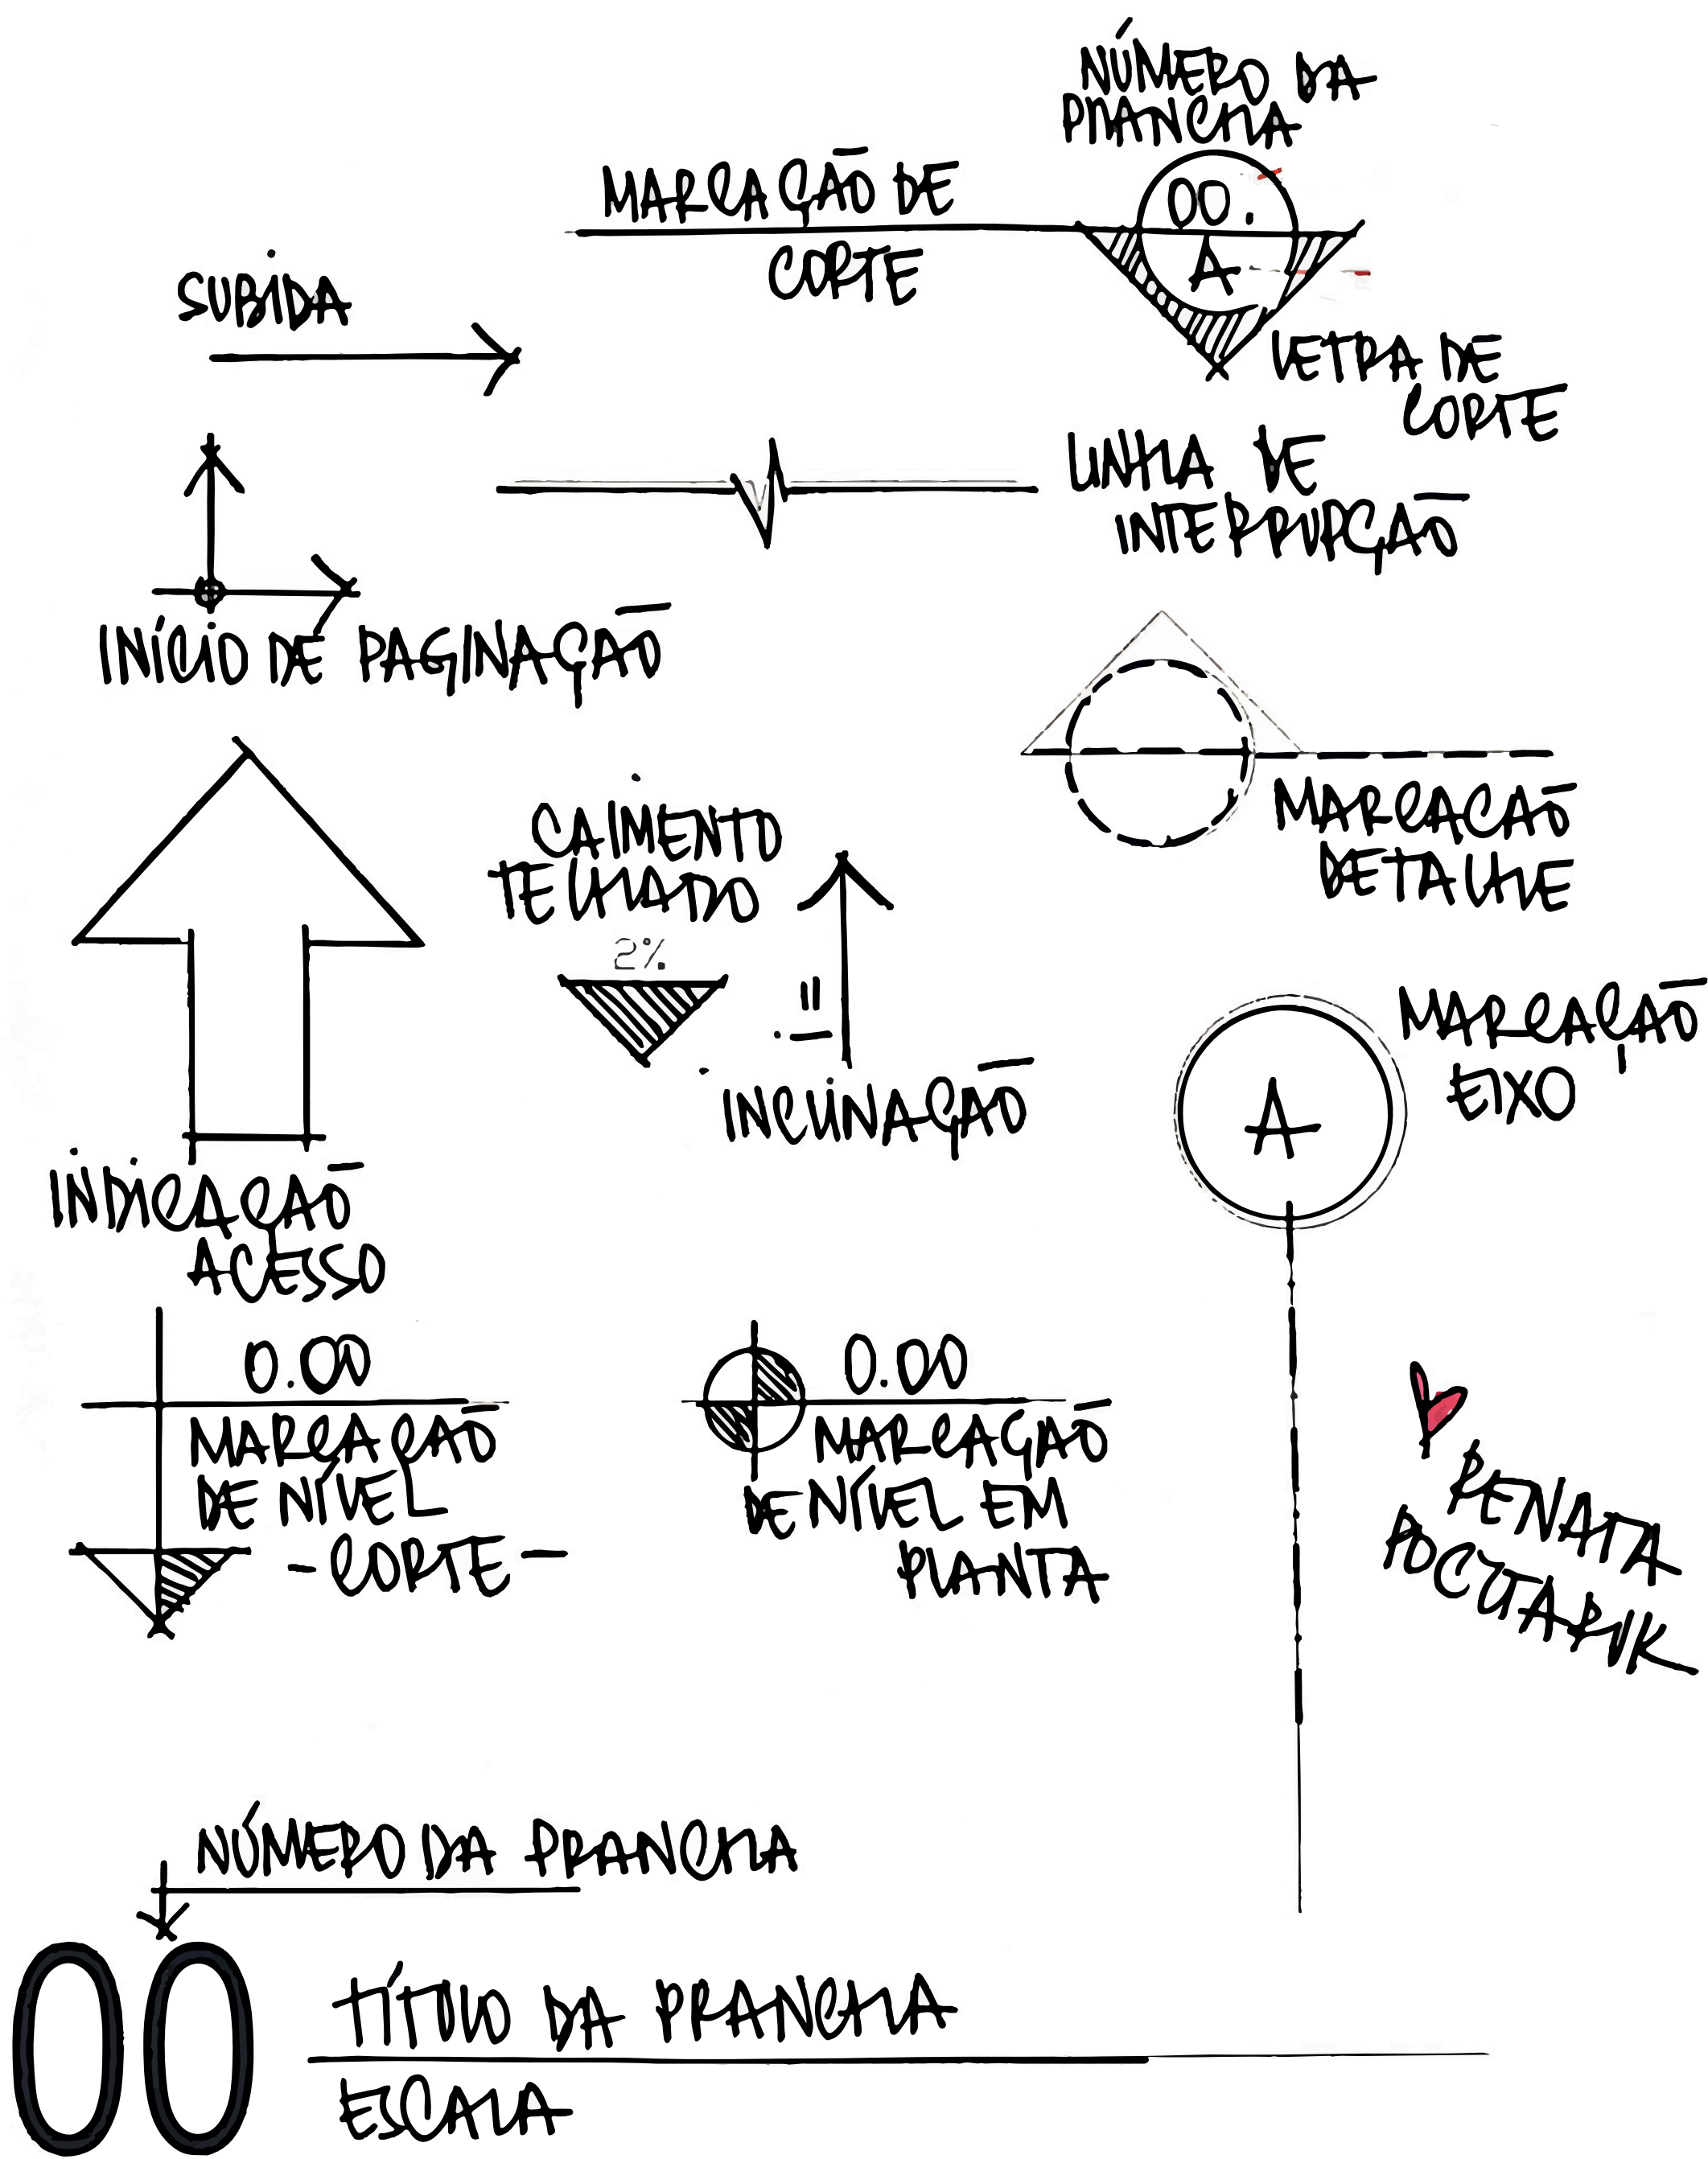 NÚMERO DA
PRANCHA
MARCAÇÃO DE
CORTE
00.
A
SUBIDA
LETRA DE
CORTE
LINHA DE
INTERRUPÇÃO
INÍCIO DE PAGINAÇÃO
MARCACAÕ
DETALHE
CAIMENTO
TELHADO
2%
i=
INCLINAÇÃO
MARCAÇÃO
EIXO
A
INDICAÇÃO
ACESSO
0.00
MARCAÇÃO
DE NÍVEL
- CORTE -
0.00
MARCAÇÃO
DE NÍVEL EM
PLANTA
RENATA
POCZTARUK
NÚMERO DA PRANCHA
00
TÍTULO DA PRANCHA
ESCALA